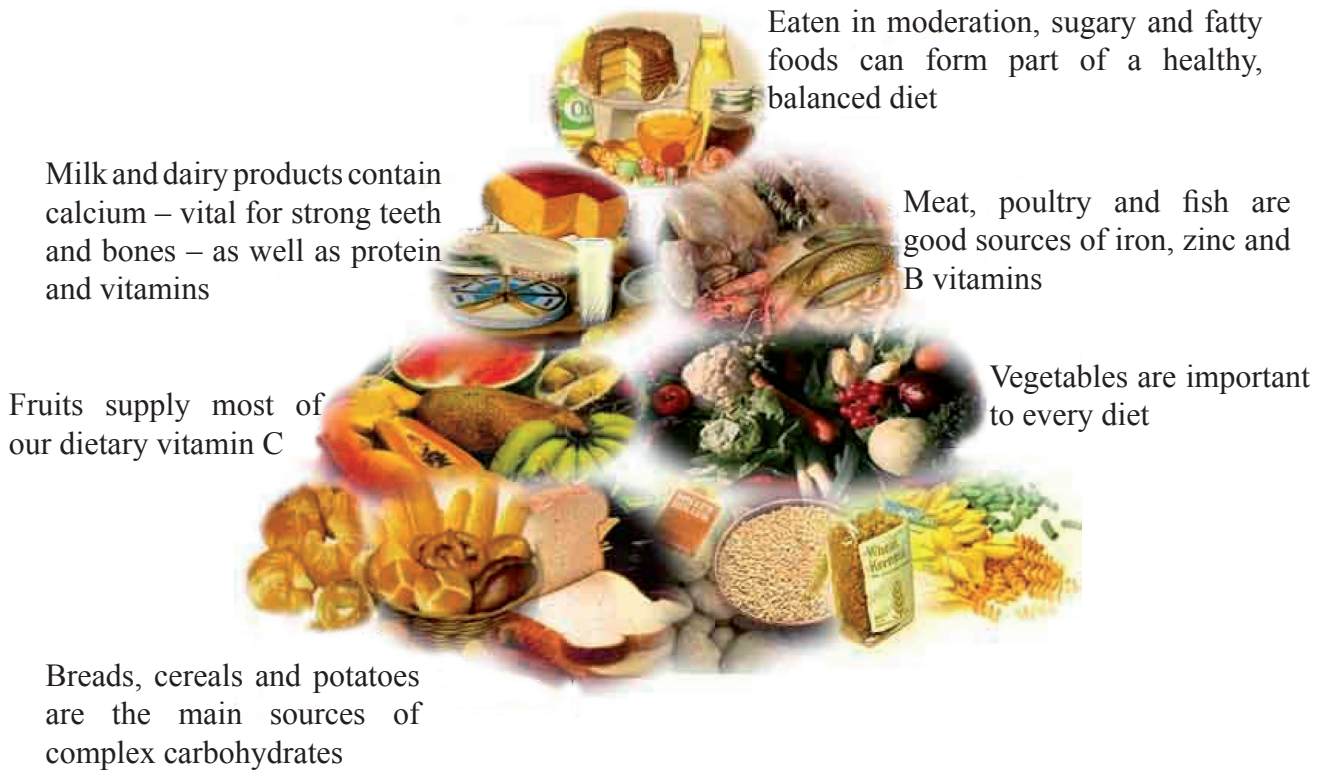 Eaten in moderation, sugary and fatty
foods can form part of a healthy,
balanced diet
Milk and dairy products contain
calcium – vital for strong teeth
and bones – as well as protein
and vitamins
Meat, poultry and fish are
good sources of iron, zinc and
B vitamins
Fruits supply most of
our dietary vitamin C
Vegetables are important
to every diet
Wheat
Breads, cereals and potatoes
are the main sources of
complex carbohydrates